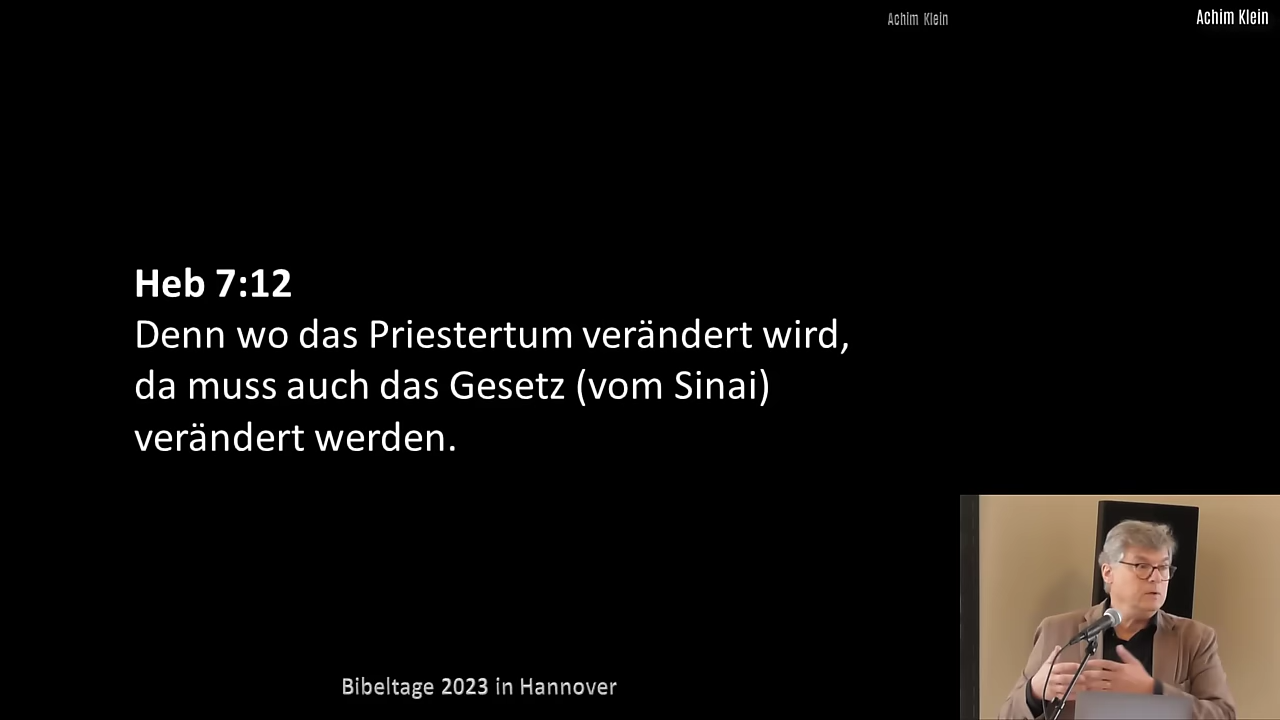 Achim Klein
Achim Klein
Heb 7:12
Denn wo das Priestertum verändert wird,
da muss auch das Gesetz (vom Sinai)
verändert werden.
Bibeltage 2023 in Hannover